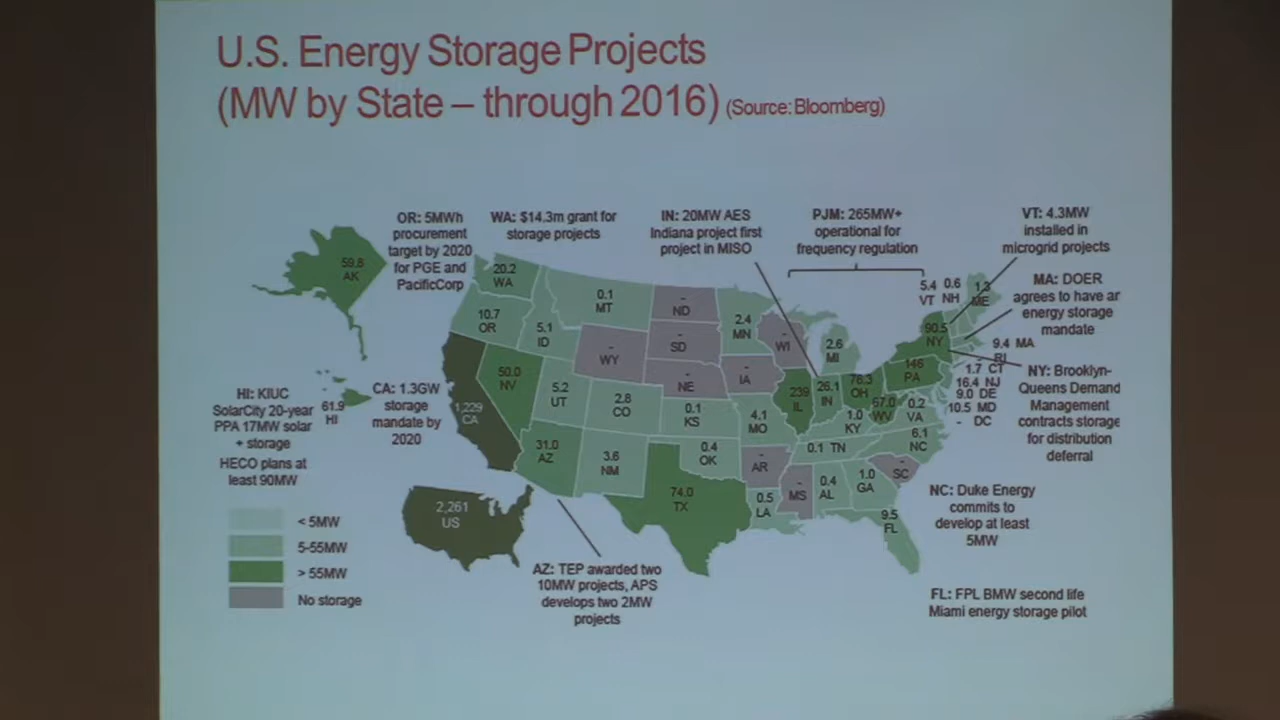 U.S. Energy Storage Projects
(MW by State – through 2016) (Source: Bloomberg)
OR: 5MWh
procurement
target by 2020
for PGE and
PacificCorp
WA: $14.3m grant for
storage projects
IN: 20MW AES
Indiana project first
project in MISO
PJM: 265MW+
operational for
frequency regulation
VT: 4.3MW
installed in
microgrid projects
MA: DOER
agrees to have ar
energy storage
mandate
59.8
AK
20.2
WA
0.1
MT
-
ND
2.4
MN
-
WI
2.6
MI
5.4
VT
0.6
NH
1.3
ME
10.7
OR
5.1
ID
-
WY
-
SD
90.5
NY
9.4 MA
RI
1.7 CT
16.4 NJ
9.0 DE
10.5 MD
- DC
NY: Brooklyn-
Queens Demand
Management
contracts storage
for distribution
deferral
HI: KIUC
SolarCity 20-year
PPA 17MW solar
+ storage
HECO plans at
least 90MW
61.9
HI
CA: 1.3GW
storage
mandate by
2020
CA
50.0
NV
5.2
UT
2.8
CO
-
NE
0.1
KS
-
IA
4.1
MO
239
IL
26.1
IN
76.3
OH
146
PA
67.0
WV
0.2
VA
1.0
KY
6.1
NC
0.1 TN
31.0
AZ
3.6
NM
0.4
OK
-
AR
-
SC
74.0
TX
0.5
LA
-
MS
0.4
AL
1.0
GA
9.5
FL
2,261
US
< 5MW
5-55MW
> 55MW
No storage
AZ: TEP awarded two
10MW projects, APS
develops two 2MW
projects
NC: Duke Energy
commits to
develop at least
5MW
FL: FPL BMW second life
Miami energy storage pilot